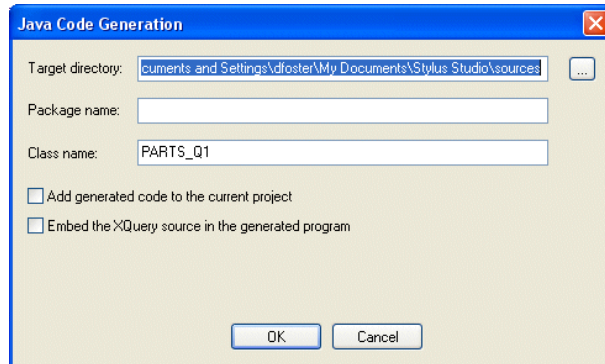 Java Code Generation
Target directory: cuments and Settings\dfoster\My Documents\Stylus Studio\sources ...
Package name:
Class name: PARTS_Q1
Add generated code to the current project
Embed the XQuery source in the generated program
OK Cancel